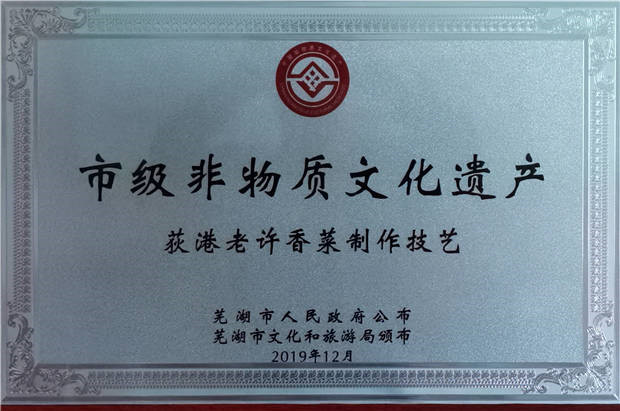 市级非物质文化遗产
荻港老许香菜制作技艺
芜湖市人民政府公布
芜湖市文化和旅游局颁布
2019年12月